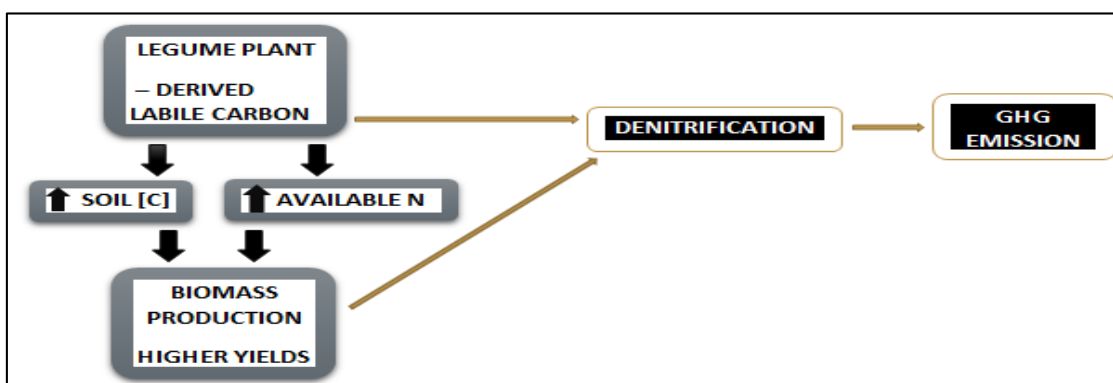 LEGUME PLANT
– DERIVED
LABILE CARBON
DENITRIFICATION
GHG
EMISSION
SOIL [C]
AVAILABLE N
BIOMASS
PRODUCTION
HIGHER YIELDS